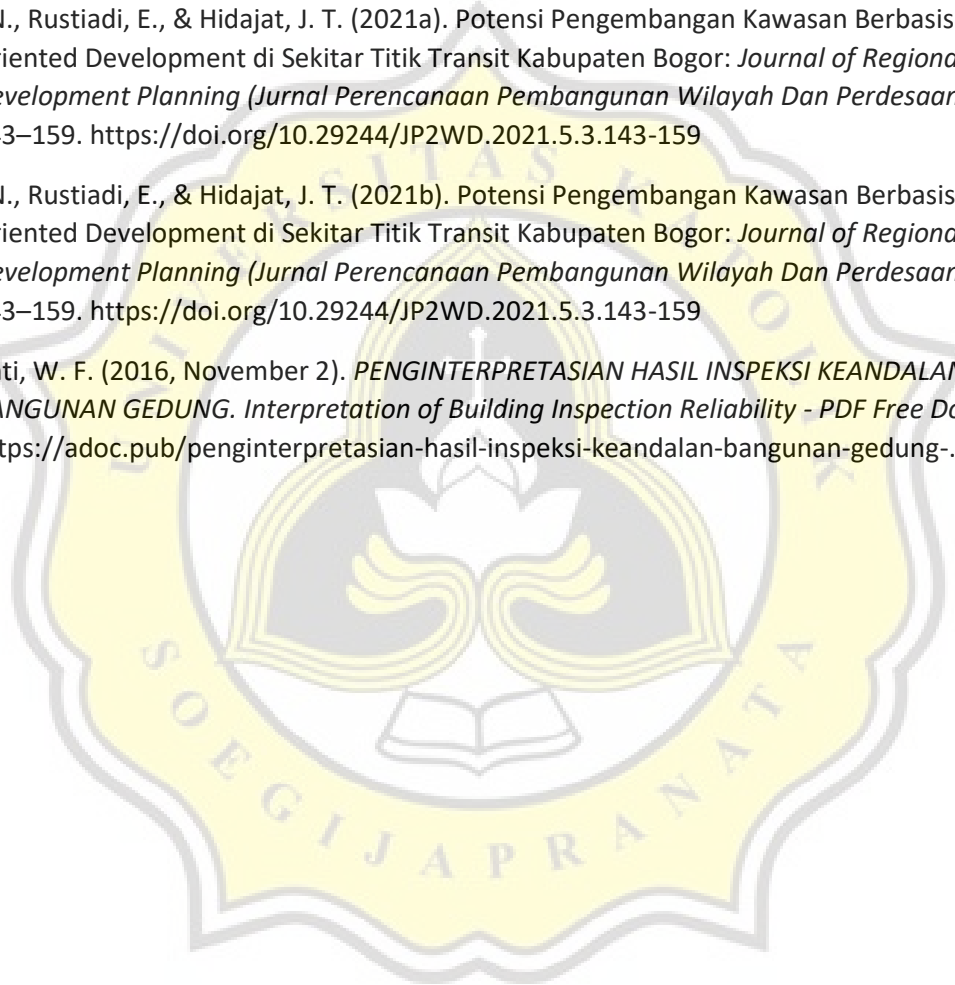 N., Rustiadi, E., & Hidajat, J. T. (2021a). Potensi Pengembangan Kawasan Berbasis
riented Development di Sekitar Titik Transit Kabupaten Bogor: Journal of Regiona
evelopment Planning (Jurnal Perencanaan Pembangunan Wilayah Dan Perdesaan
3–159. https://doi.org/10.29244/JP2WD.2021.5.3.143-159
N., Rustiadi, E., & Hidajat, J. T. (2021b). Potensi Pengembangan Kawasan Berbasis
riented Development di Sekitar Titik Transit Kabupaten Bogor: Journal of Regiona
evelopment Planning (Jurnal Perencanaan Pembangunan Wilayah Dan Perdesaan
3–159. https://doi.org/10.29244/JP2WD.2021.5.3.143-159
ti, W. F. (2016, November 2). PENGINTERPRETASIAN HASIL INSPEKSI KEANDALAN
ANGUNAN GEDUNG. Interpretation of Building Inspection Reliability - PDF Free Do
tps://adoc.pub/penginterpretasian-hasil-inspeksi-keandalan-bangunan-gedung-.
UNIVERSITAS KATOLIK
SOEGIJAPRANATA